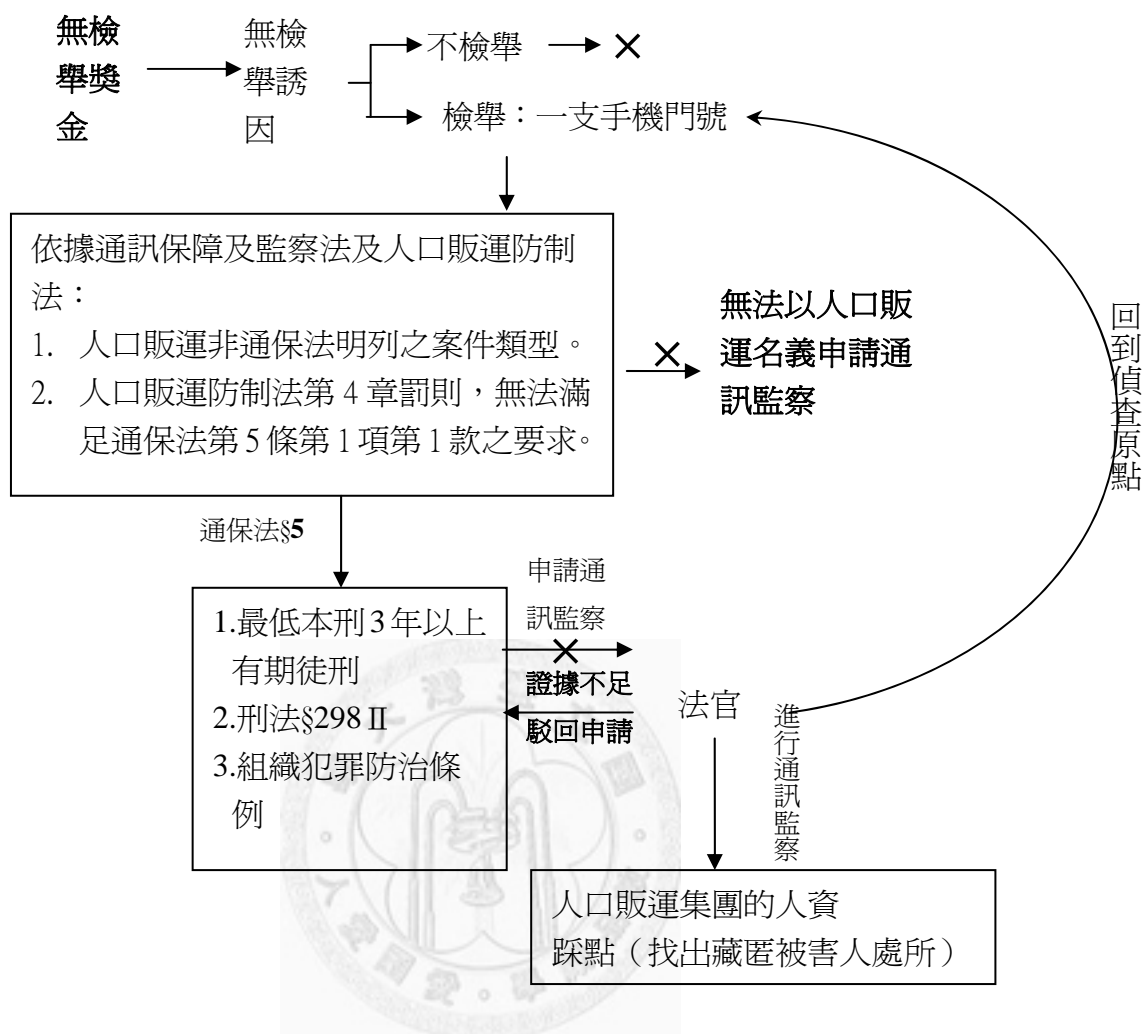 無檢
舉獎
金
無檢
舉誘
因
不檢舉
×
檢舉：一支手機門號
依據通訊保障及監察法及人口販運防制
法：
1. 人口販運非通保法明列之案件類型。
2. 人口販運防制法第 4 章罰則，無法滿
足通保法第 5 條第 1 項第 1 款之要求。
×
無法以人口販
運名義申請通
訊監察
回到偵查原點
通保法§5
1.最低本刑 3 年以上
有期徒刑
2.刑法§298Ⅱ
3.組織犯罪防治條
例
申請通
訊監察
×
證據不足
駁回申請
法官
進行通訊監察
人口販運集團的人資
踩點（找出藏匿被害人處所）